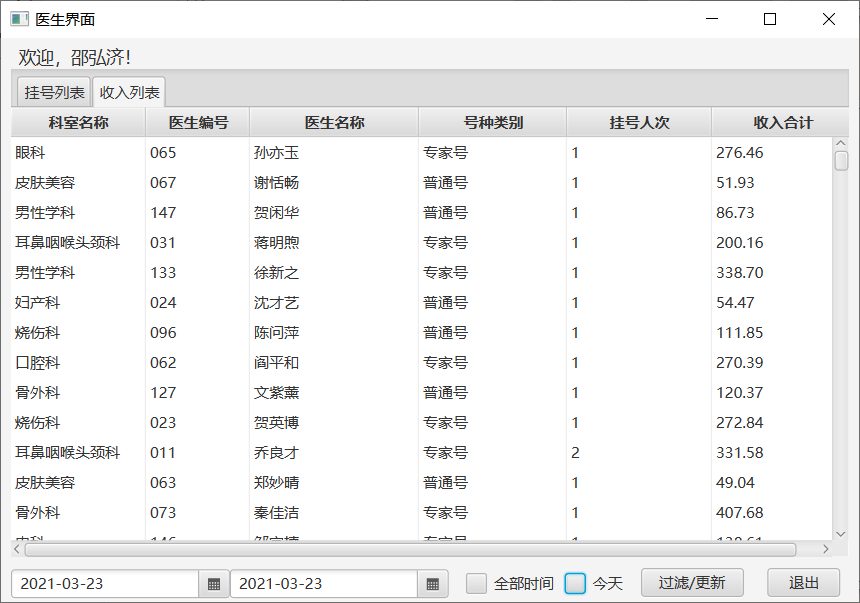 医生界面
欢迎，邵弘济！
挂号列表 收入列表
科室名称 医生编号 医生名称 号种类别 挂号人次 收入合计
眼科 065 孙亦玉 专家号 1 276.46
皮肤美容 067 谢恬畅 普通号 1 51.93
男性学科 147 贺闲华 普通号 1 86.73
耳鼻咽喉头颈科 031 蒋明煦 专家号 1 200.16
男性学科 133 徐新之 专家号 1 338.70
妇产科 024 沈才艺 普通号 1 54.47
烧伤科 096 陈问萍 普通号 1 111.85
口腔科 062 阎平和 专家号 1 270.39
骨外科 127 文紫薰 普通号 1 120.37
烧伤科 023 贺英博 专家号 1 272.84
耳鼻咽喉头颈科 011 乔良才 专家号 2 331.58
皮肤美容 063 郑妙晴 普通号 1 49.04
骨外科 073 秦佳洁 专家号 1 407.68
2021-03-23 2021-03-23 全部时间 今天 过滤/更新 退出